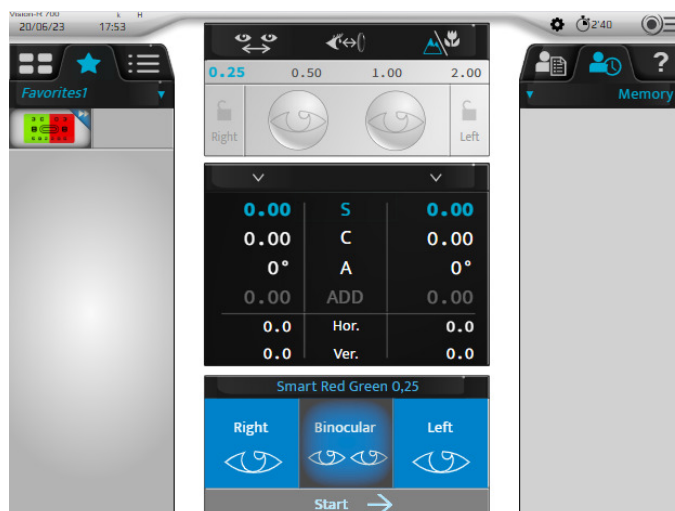 Vision-R 700
20/06/23 17:53
L H
2'40
Favorites1
Memory
?
0.25 0.50 1.00 2.00
Right Left
0.00 S 0.00
0.00 C 0.00
0° A 0°
0.00 ADD 0.00
0.0 Hor. 0.0
0.0 Ver. 0.0
Smart Red Green 0,25
Right Binocular Left
Start